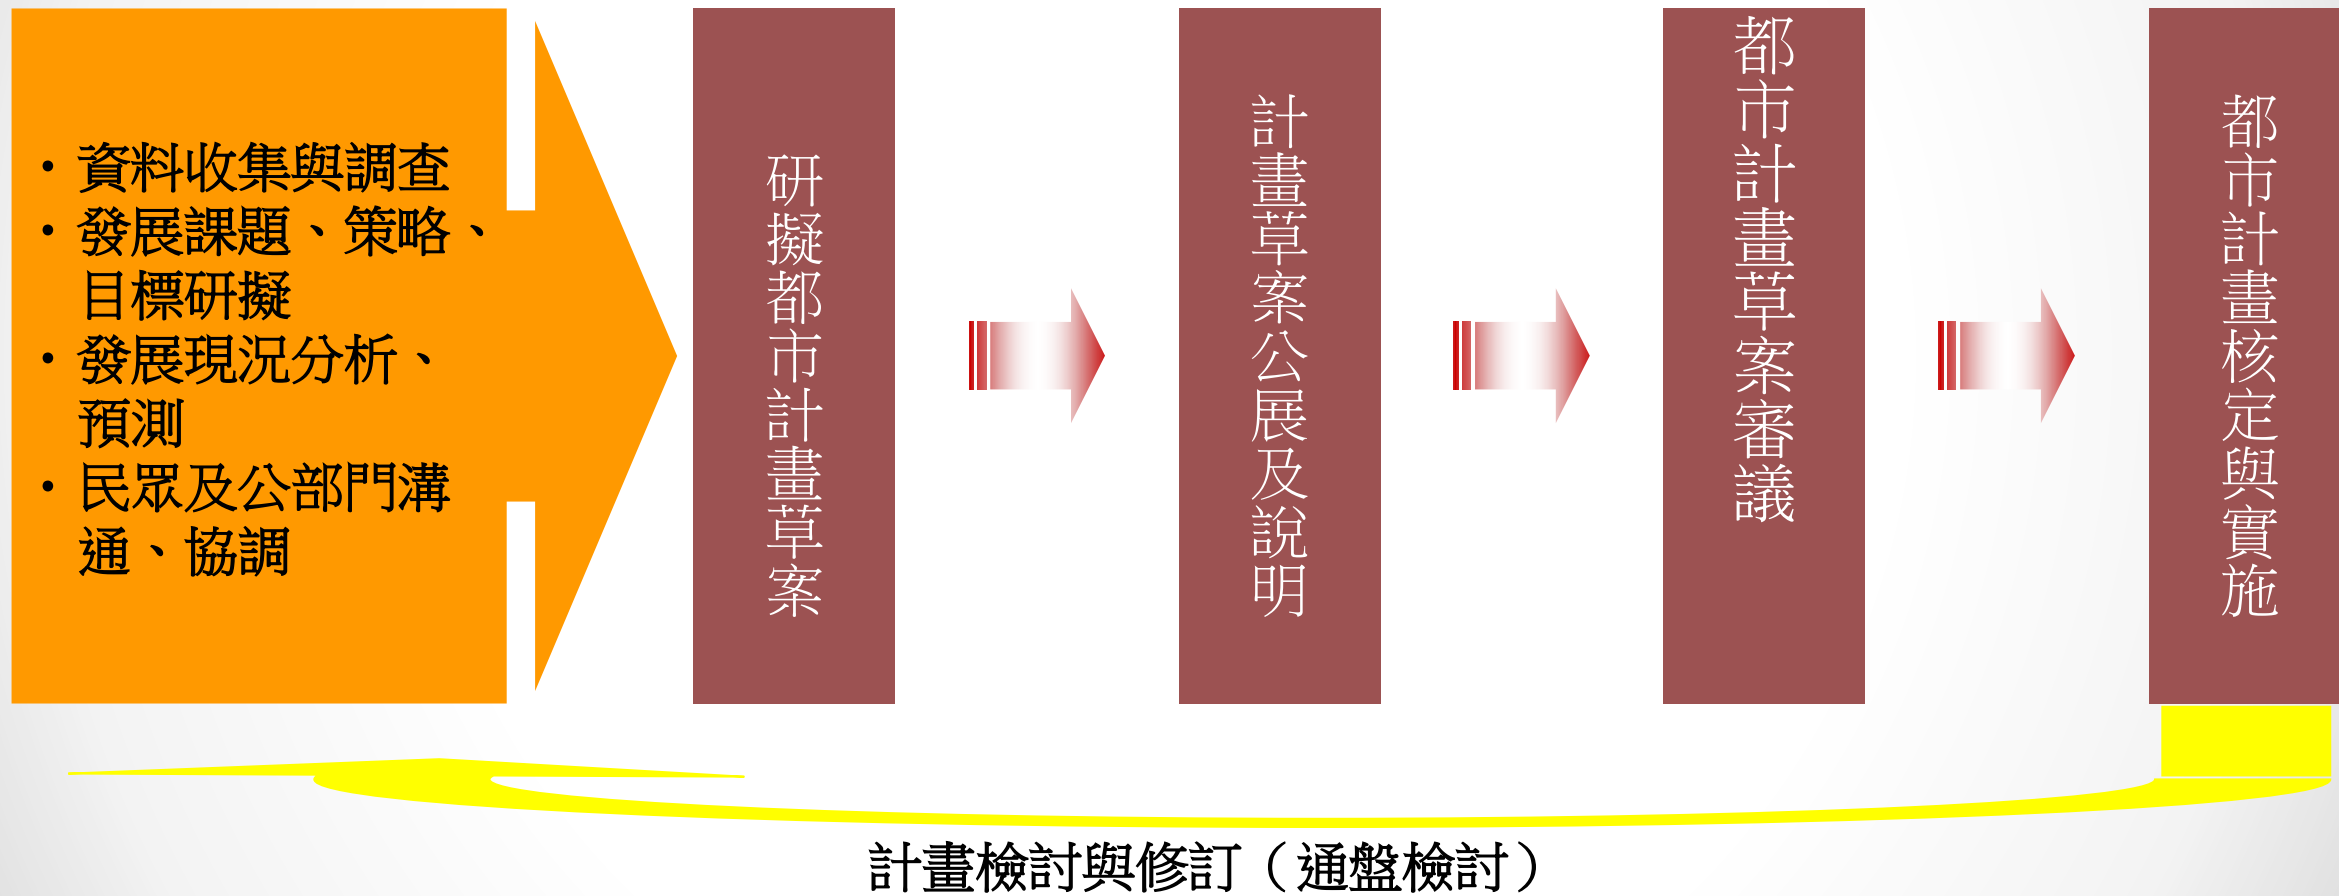 ・資料收集與調查
・發展課題、策略、
目標研擬
・發展現況分析、
預測
・民眾及公部門溝
通、協調
研擬都市計畫草案
計畫草案公展及說明
都市計畫草案審議
都市計畫核定與實施
計畫檢討與修訂（通盤檢討）